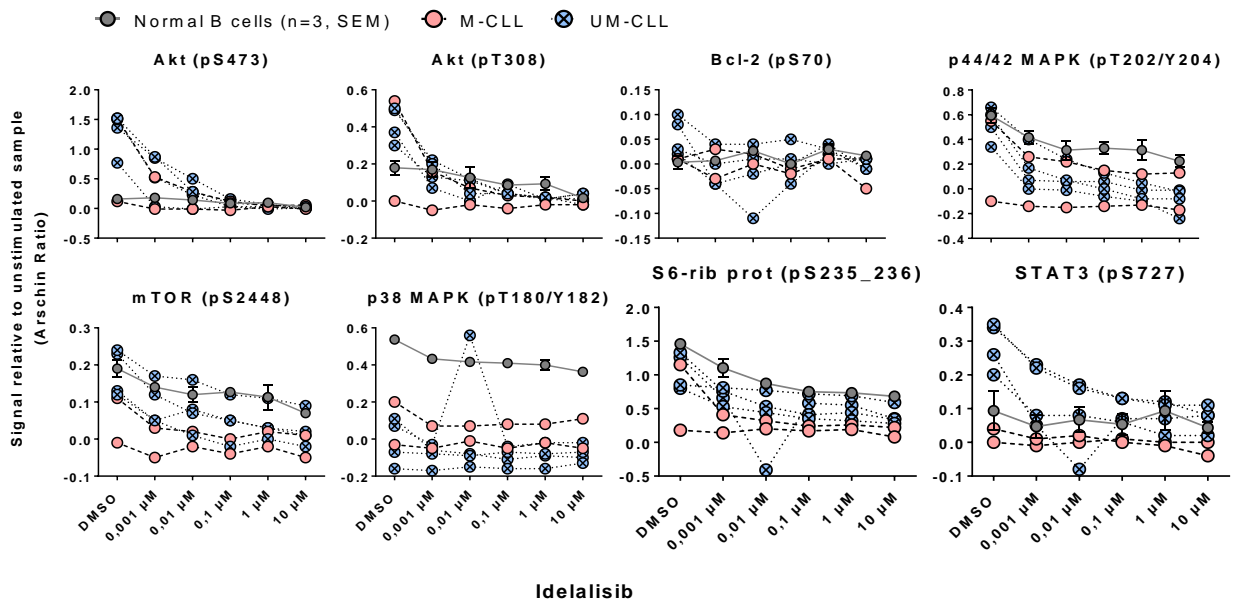 Normal B cells (n=3, SEM) M-CLL UM-CLL
Akt (pS473)
2.0
1.5
1.0
0.5
0.0
-0.5
Akt (pT308)
0.6
0.4
0.2
0.0
-0.2
Bcl-2 (pS70)
0.15
0.10
0.05
0.00
-0.05
-0.10
-0.15
p44/42 MAPK (pT202/Y204)
0.8
0.6
0.4
0.2
0.0
-0.2
-0.4
Signal relative to unstimulated sample
(Arschin Ratio)
mTOR (pS2448)
0.3
0.2
0.1
0.0
-0.1
DMSO
0,001 µM
0,01 µM
0,1 µM
1 µM
10 µM
p38 MAPK (pT180/Y182)
0.6
0.4
0.2
0.0
-0.2
DMSO
0,001 µM
0,01 µM
0,1 µM
1 µM
10 µM
S6-rib prot (pS235_236)
2.0
1.5
1.0
0.5
0.0
-0.5
DMSO
0,001 µM
0,01 µM
0,1 µM
1 µM
10 µM
STAT3 (pS727)
0.4
0.3
0.2
0.1
0.0
-0.1
DMSO
0,001 µM
0,01 µM
0,1 µM
1 µM
10 µM
Idelalisib